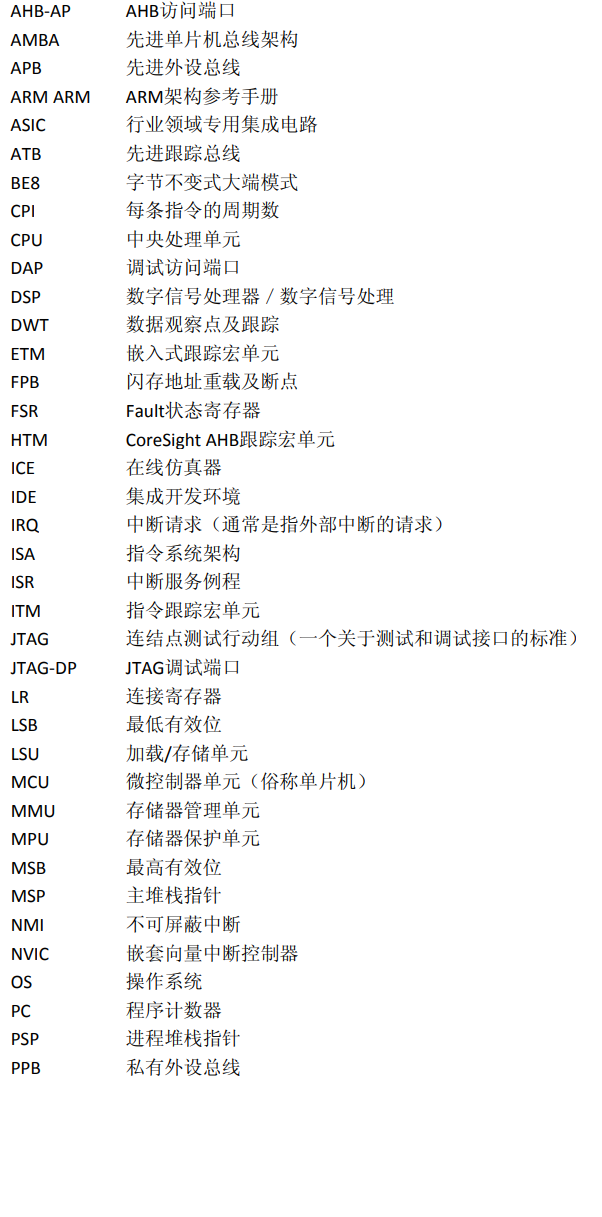 AHB-AP AHB访问端口
AMBA 先进单片机总线架构
APB 先进外设总线
ARM ARM ARM架构参考手册
ASIC 行业领域专用集成电路
ATB 先进跟踪总线
BE8 字节不变式大端模式
CPI 每条指令的周期数
CPU 中央处理单元
DAP 调试访问端口
DSP 数字信号处理器／数字信号处理
DWT 数据观察点及跟踪
ETM 嵌入式跟踪宏单元
FPB 闪存地址重载及断点
FSR Fault状态寄存器
HTM CoreSight AHB跟踪宏单元
ICE 在线仿真器
IDE 集成开发环境
IRQ 中断请求（通常是指外部中断的请求）
ISA 指令系统架构
ISR 中断服务例程
ITM 指令跟踪宏单元
JTAG 连结点测试行动组（一个关于测试和调试接口的标准）
JTAG-DP JTAG调试端口
LR 连接寄存器
LSB 最低有效位
LSU 加载/存储单元
MCU 微控制器单元（俗称单片机）
MMU 存储器管理单元
MPU 存储器保护单元
MSB 最高有效位
MSP 主堆栈指针
NMI 不可屏蔽中断
NVIC 嵌套向量中断控制器
OS 操作系统
PC 程序计数器
PSP 进程堆栈指针
PPB 私有外设总线